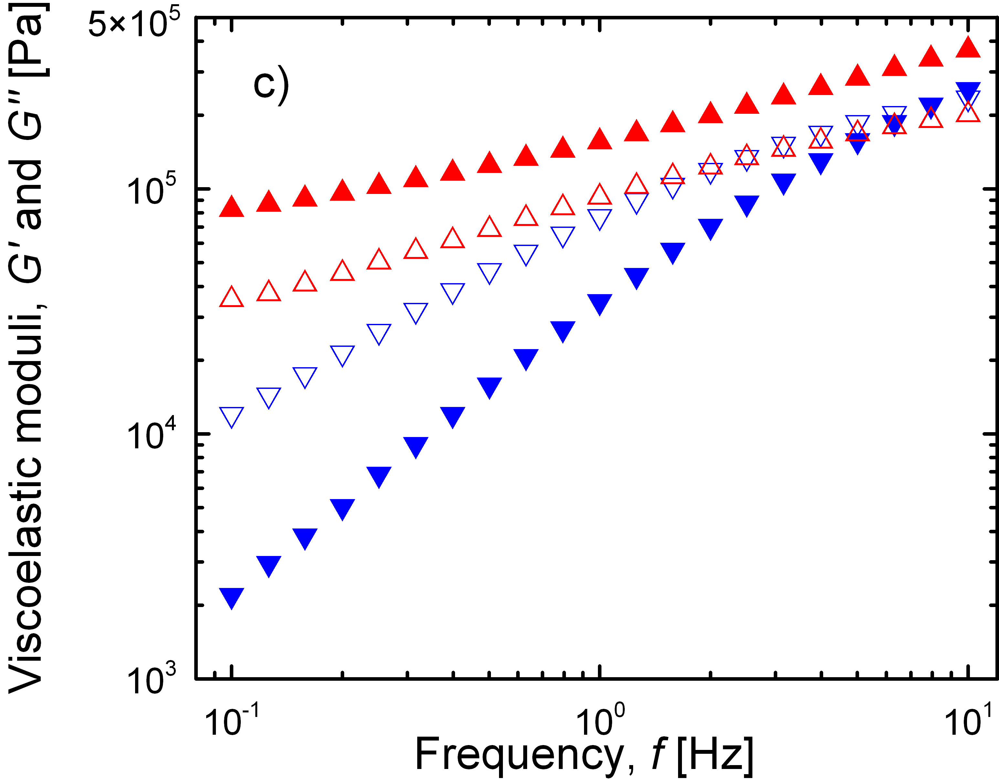 Viscoelastic moduli, G' and G'' [Pa]
5×10⁵
c)
10⁵
10⁴
10³
10⁻¹ 10⁰ 10¹
Frequency, f [Hz]